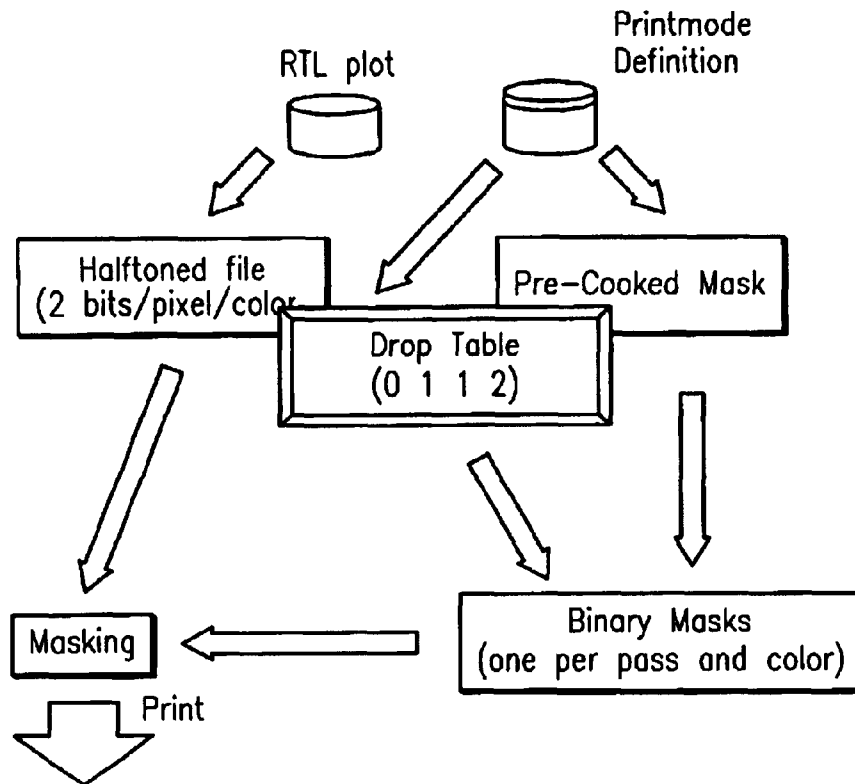 Printmode
Definition
RTL plot
Halftoned file
(2 bits/pixel/color
Pre-Cooked Mask
Drop Table
(0 1 1 2)
Masking
Binary Masks
(one per pass and color)
Print